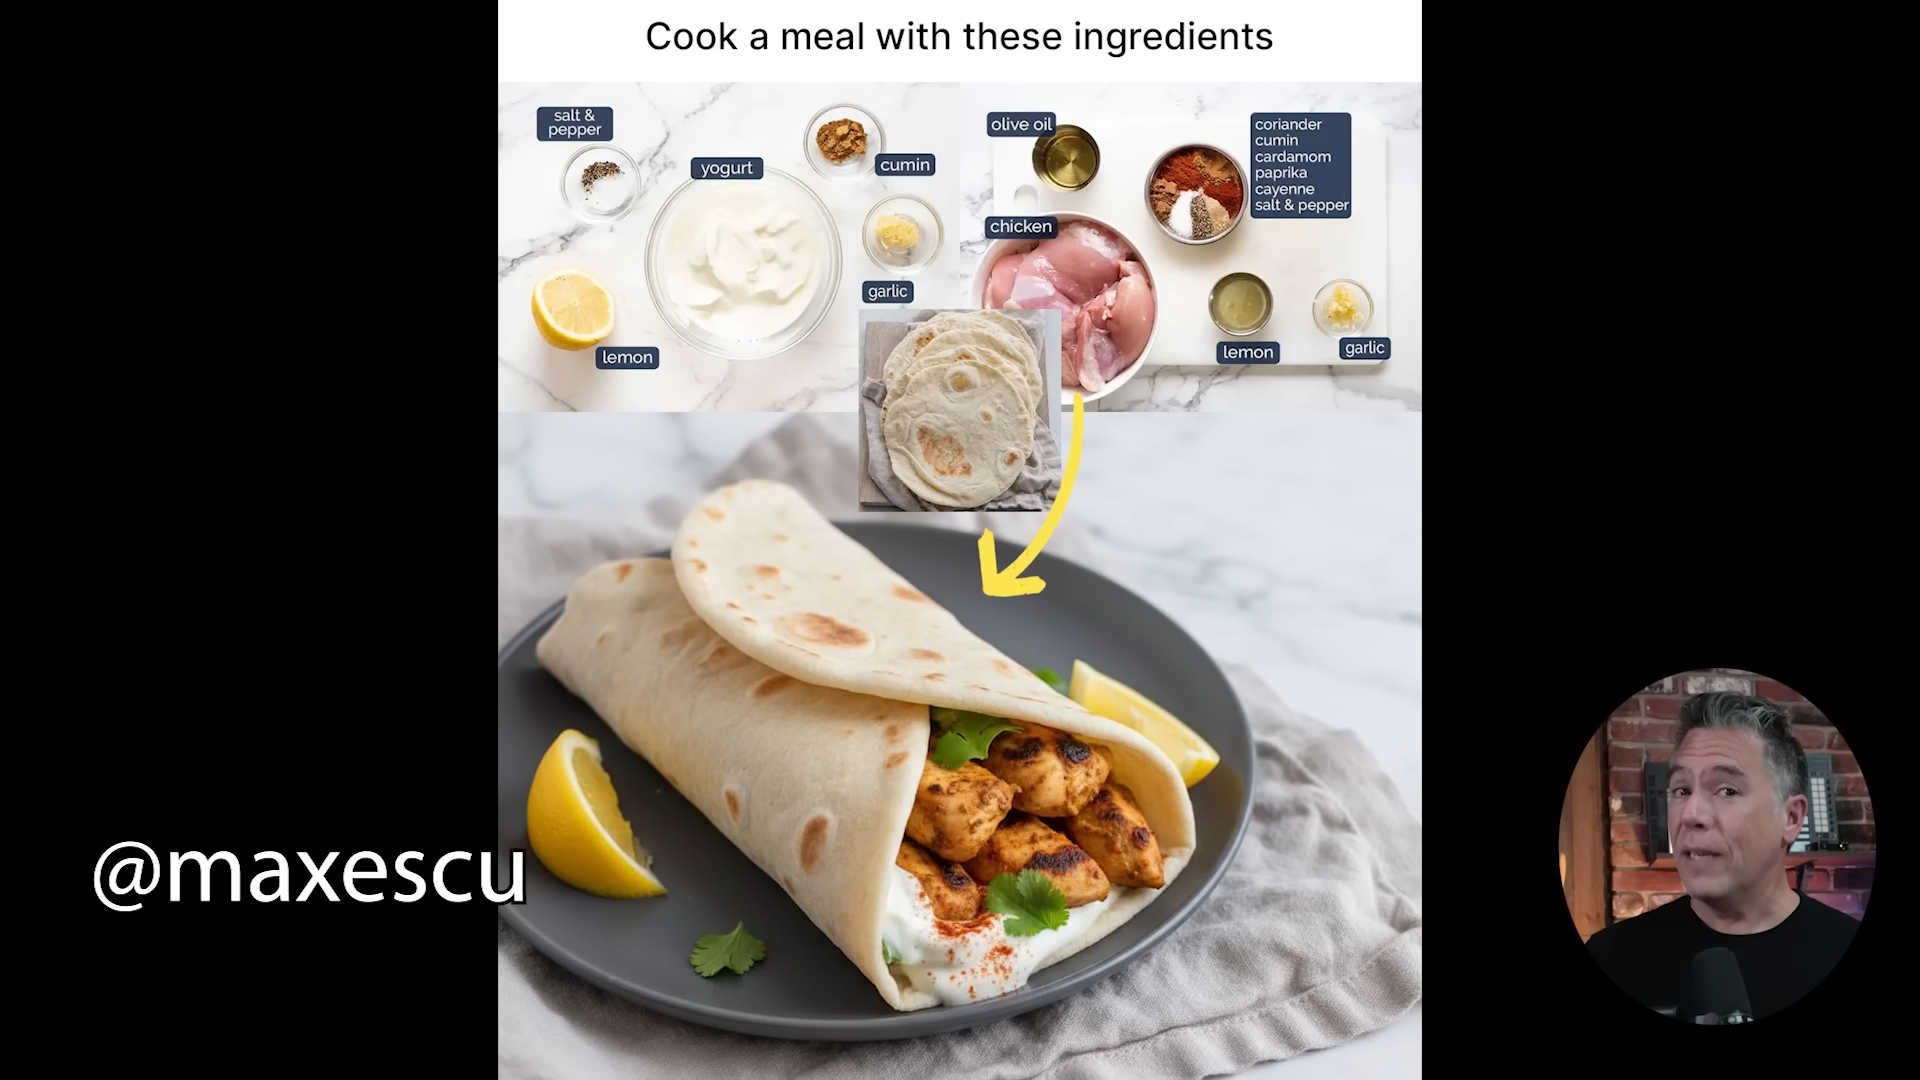 Cook a meal with these ingredients
salt &
pepper
yogurt
cumin
garlic
lemon
olive oil
coriander
cumin
cardamom
paprika
cayenne
salt & pepper
chicken
lemon
garlic
@maxescu